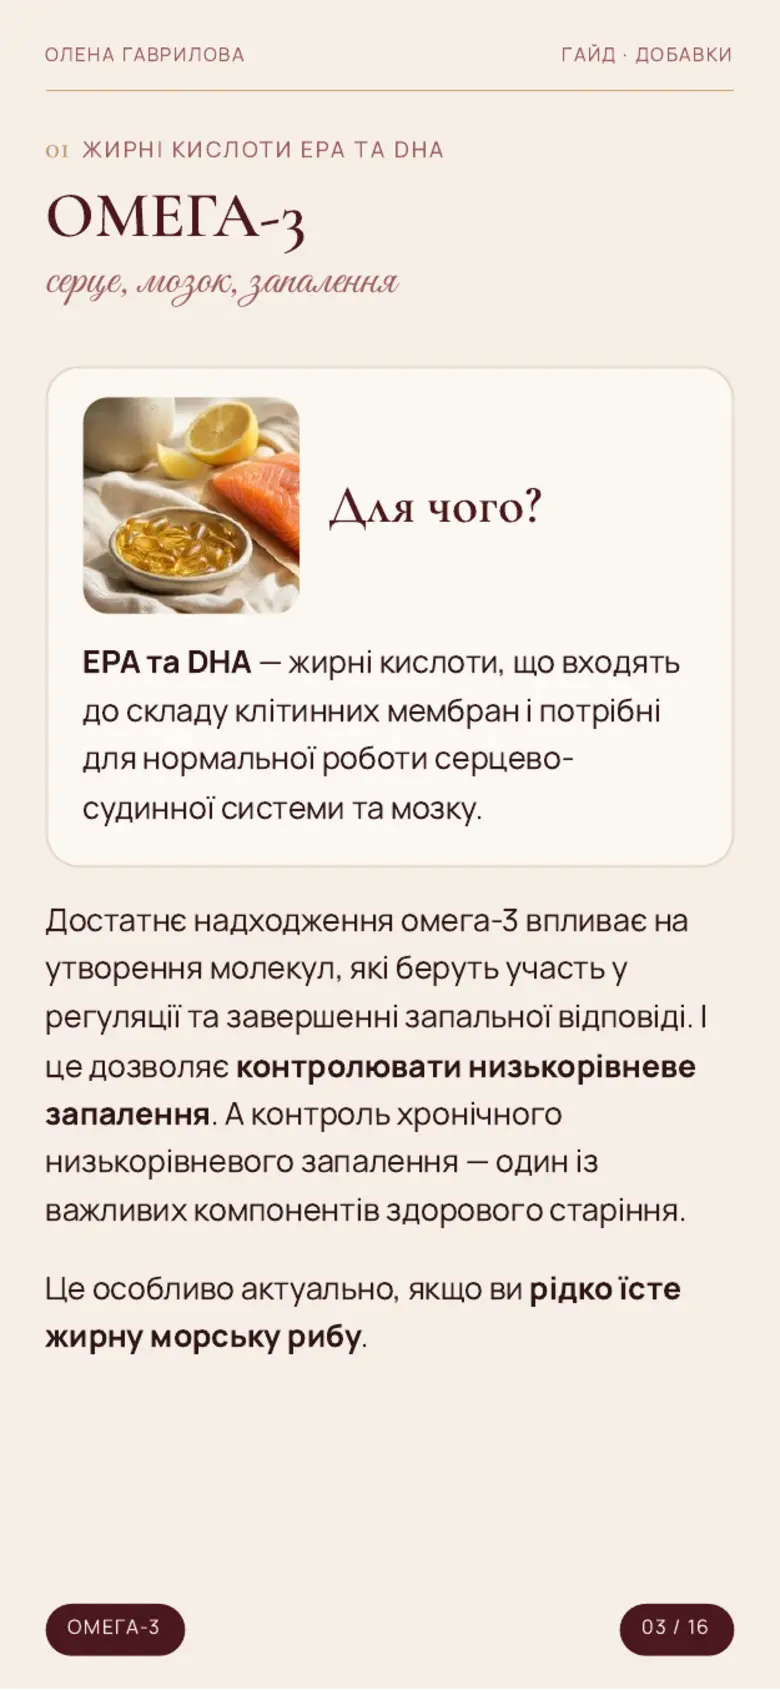 ОЛЕНА ГАВРИЛОВА
ГАЙД · ДОБАВКИ
01 ЖИРНІ КИСЛОТИ EPA ТА DHA
ОМЕГА-3
серце, мозок, запалення
Для чого?
EPA та DHA — жирні кислоти, що входять
до складу клітинних мембран і потрібні
для нормальної роботи серцево-
судинної системи та мозку.
Достатнє надходження омега-3 впливає на
утворення молекул, які беруть участь у
регуляції та завершенні запальної відповіді. І
це дозволяє контролювати низькорівневе
запалення. А контроль хронічного
низькорівневого запалення — один із
важливих компонентів здорового старіння.
Це особливо актуально, якщо ви рідко їсте
жирну морську рибу.
ОМЕГА-3
03 / 16